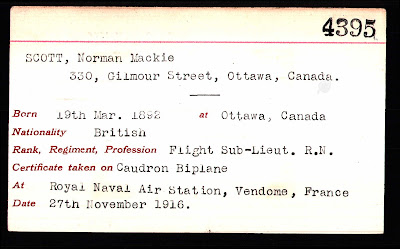 4395
SCOTT, Norman Mackie
330, Gilmour Street, Ottawa, Canada.
Born 19th Mar. 1892 at Ottawa, Canada
Nationality British
Rank, Regiment, Profession Flight Sub-Lieut. R.N.
Certificate taken on Caudron Biplane
At Royal Naval Air Station, Vendome, France
Date 27th November 1916.